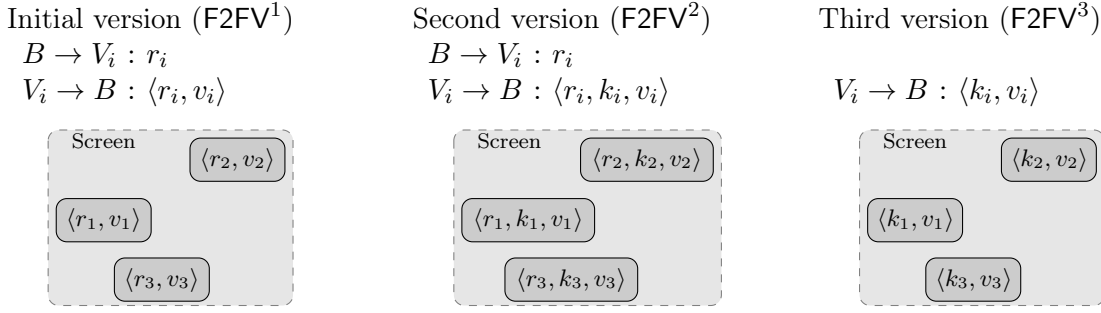 Initial version (F2FV¹)
B → Vᵢ : rᵢ
Vᵢ → B : ⟨rᵢ, vᵢ⟩
Screen
⟨r₂, v₂⟩
⟨r₁, v₁⟩
⟨r₃, v₃⟩
Second version (F2FV²)
B → Vᵢ : rᵢ
Vᵢ → B : ⟨rᵢ, kᵢ, vᵢ⟩
Screen
⟨r₂, k₂, v₂⟩
⟨r₁, k₁, v₁⟩
⟨r₃, k₃, v₃⟩
Third version (F2FV³)
Vᵢ → B : ⟨kᵢ, vᵢ⟩
Screen
⟨k₂, v₂⟩
⟨k₁, v₁⟩
⟨k₃, v₃⟩